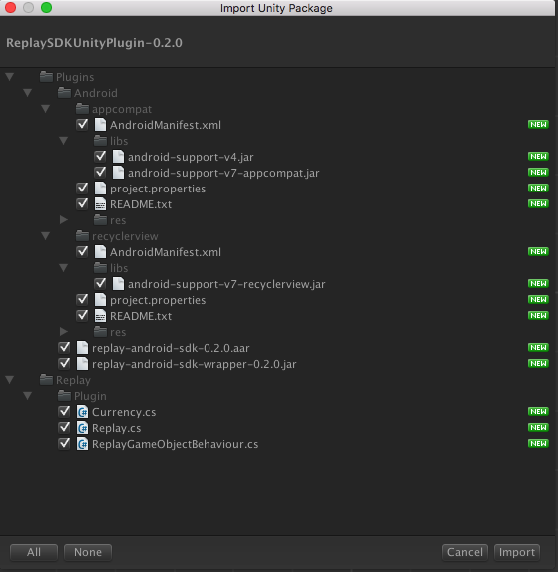 Import Unity Package
ReplaySDKUnityPlugin-0.2.0
Plugins
Android
appcompat
AndroidManifest.xml NEW
libs
android-support-v4.jar NEW
android-support-v7-appcompat.jar NEW
project.properties NEW
README.txt NEW
res
recyclerview
AndroidManifest.xml NEW
libs
android-support-v7-recyclerview.jar NEW
project.properties NEW
README.txt NEW
res
replay-android-sdk-0.2.0.aar NEW
replay-android-sdk-wrapper-0.2.0.jar NEW
Replay
Plugin
Currency.cs NEW
Replay.cs NEW
ReplayGameObjectBehaviour.cs NEW
All None Cancel Import